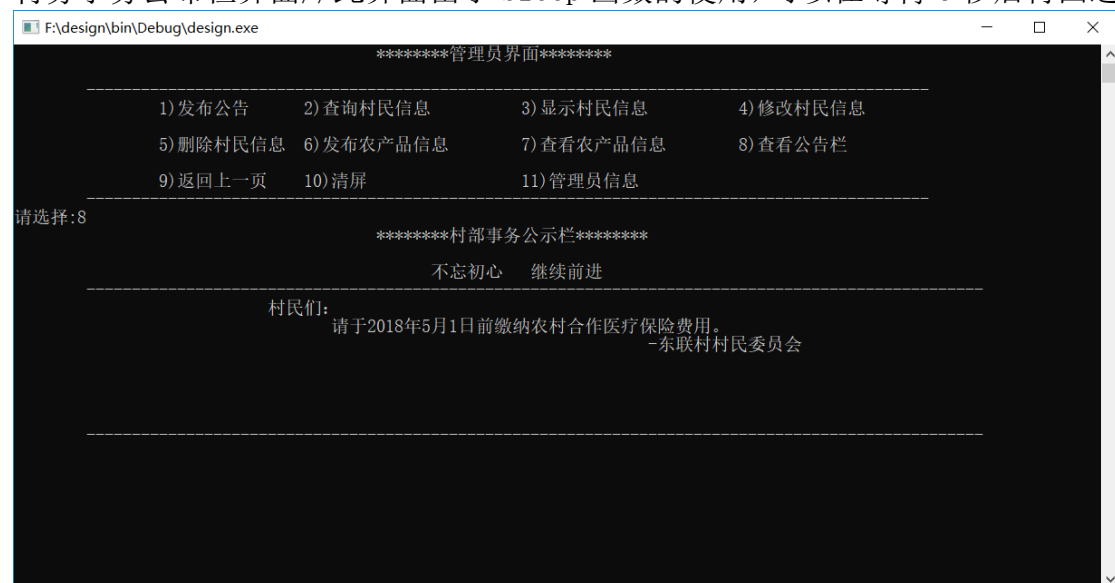 F:\design\bin\Debug\design.exe
********管理员界面********
1)发布公告 2)查询村民信息 3)显示村民信息 4)修改村民信息
5)删除村民信息 6)发布农产品信息 7)查看农产品信息 8)查看公告栏
9)返回上一页 10)清屏 11)管理员信息
请选择:8
********村部事务公示栏********
不忘初心 继续前进
村民们:
请于2018年5月1日前缴纳农村合作医疗保险费用。
-东联村村民委员会